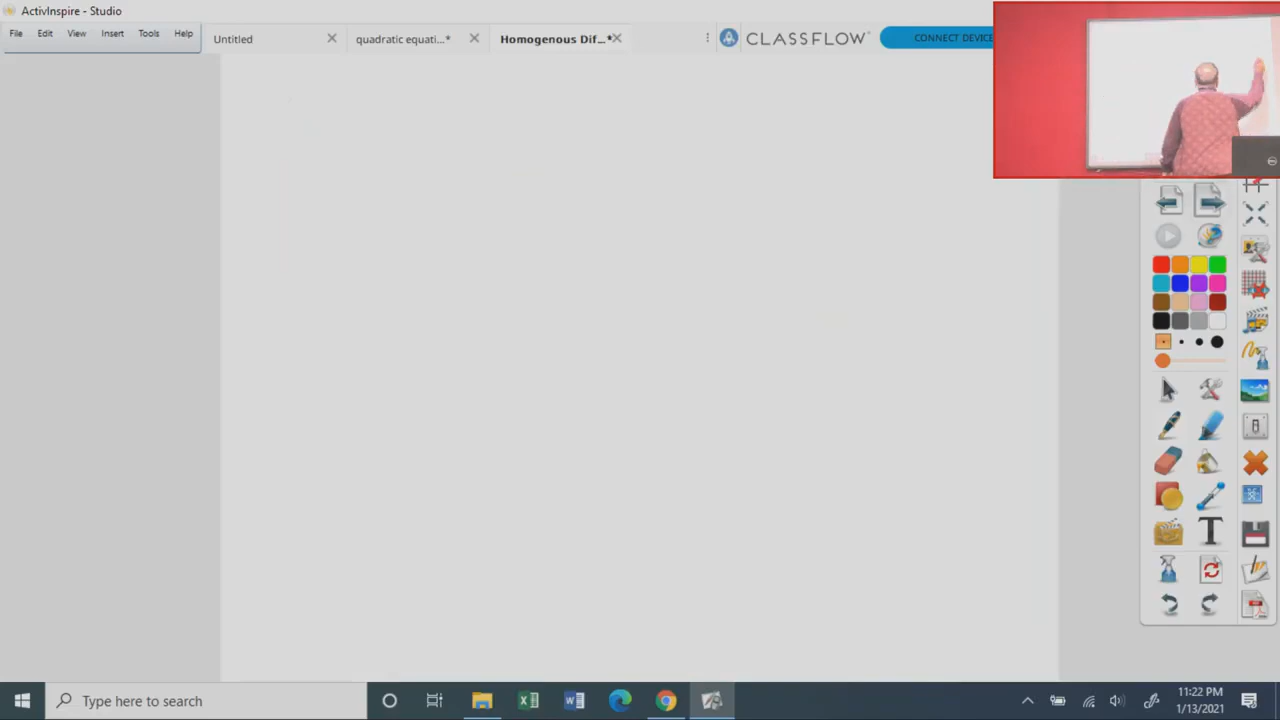 ActivInspire - Studio
File Edit View Insert Tools Help
Untitled
quadratic equati...*
Homogenous Dif...*
CLASSFLOW
CONNECT DEVICE
T
Type here to search
11:22 PM
1/13/2021